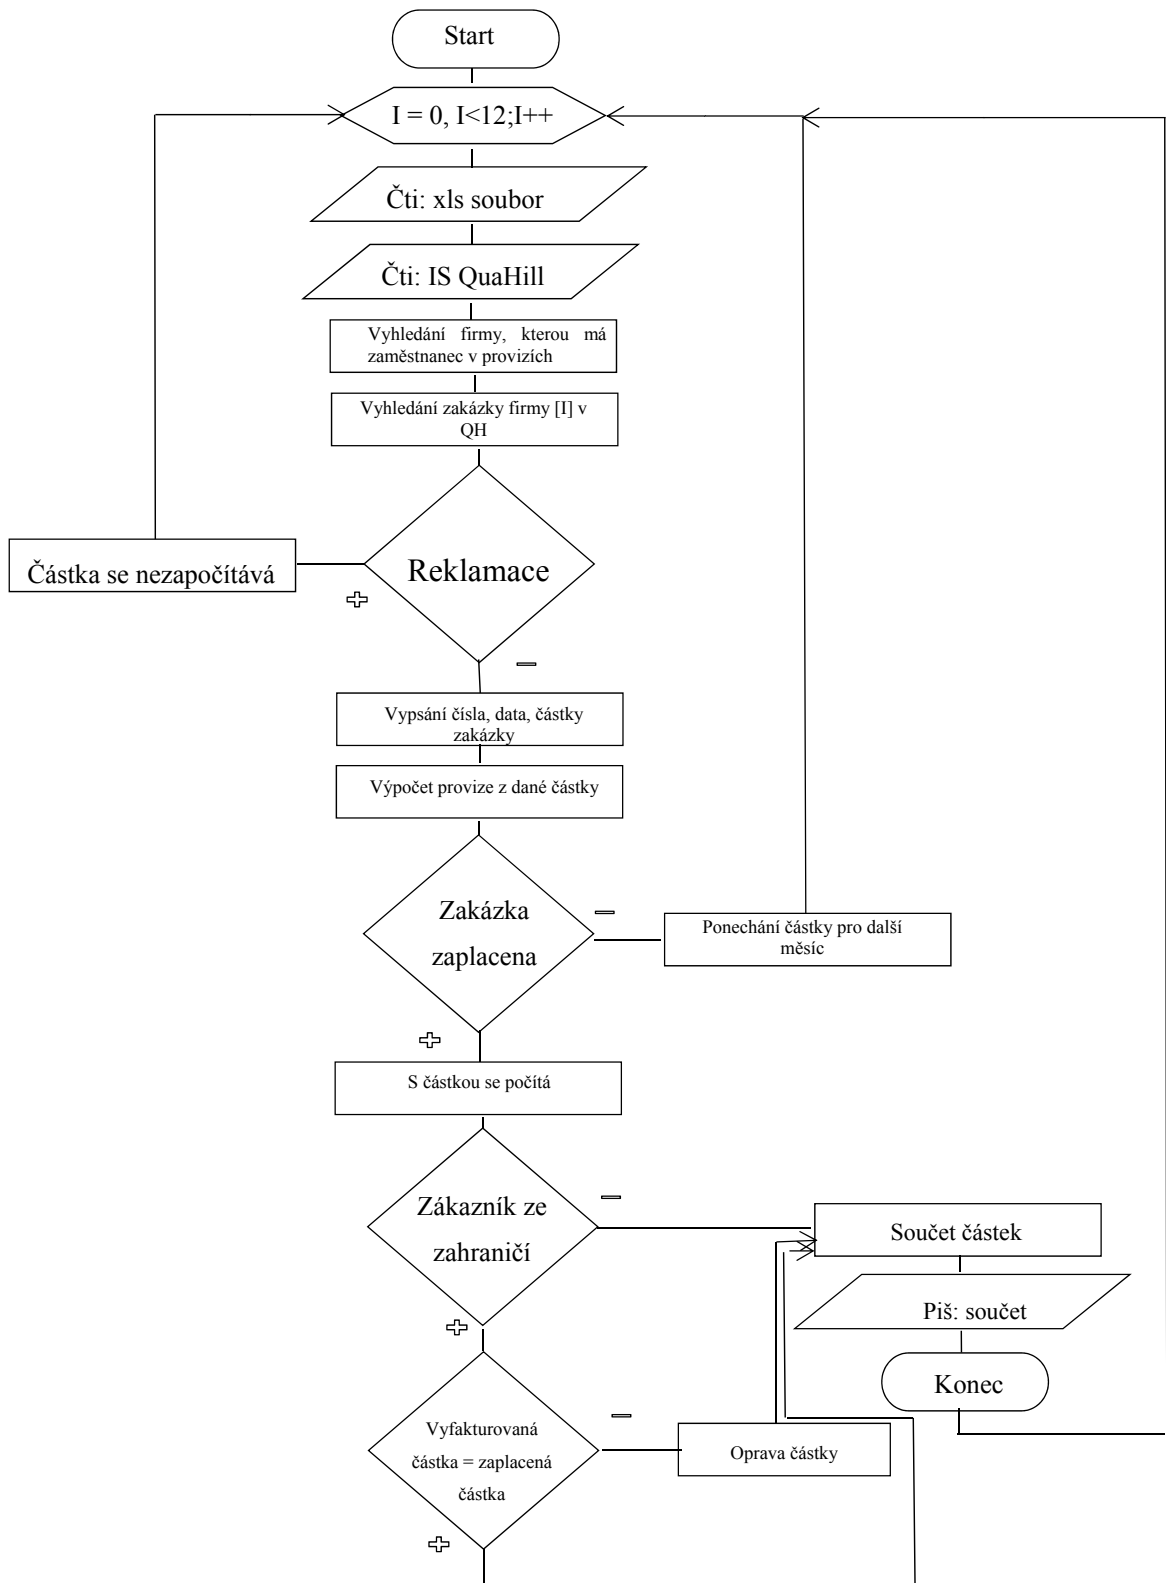 Start
I = 0, I<12;I++
Čti: xls soubor
Čti: IS QuaHill
Vyhledání firmy, kterou má
zaměstnanec v provizích
Vyhledání zakázky firmy [I] v
QH
Částka se nezapočítává
Reklamace
Vypsání čísla, data, částky
zakázky
Výpočet provize z dané částky
Zakázka
zaplacena
Ponechání částky pro další
měsíc
S částkou se počítá
Zákazník ze
zahraničí
Součet částek
Piš: součet
Konec
Vyfakturovaná
částka = zaplacená
částka
Oprava částky